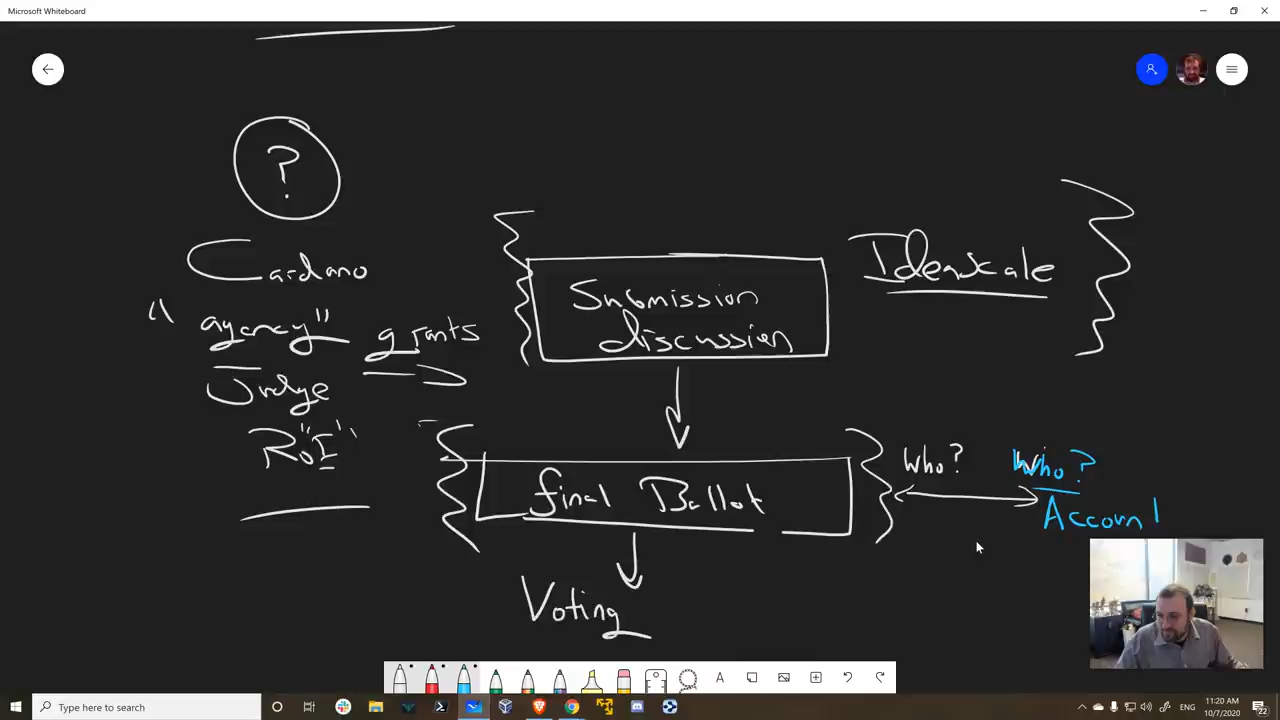 Microsoft Whiteboard
?
Cardano
"agency" grants
Judge
"RoI"
Submission
discussion
Ideascale
Final Ballot
Who?
Who?
Account
Voting
Type here to search
ENG
11:20 AM
10/7/2020
22